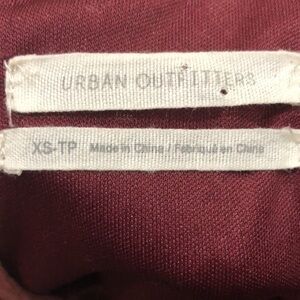 URBAN OUTFITTERS
XS-TP Made in China / Fabriqué en Chine